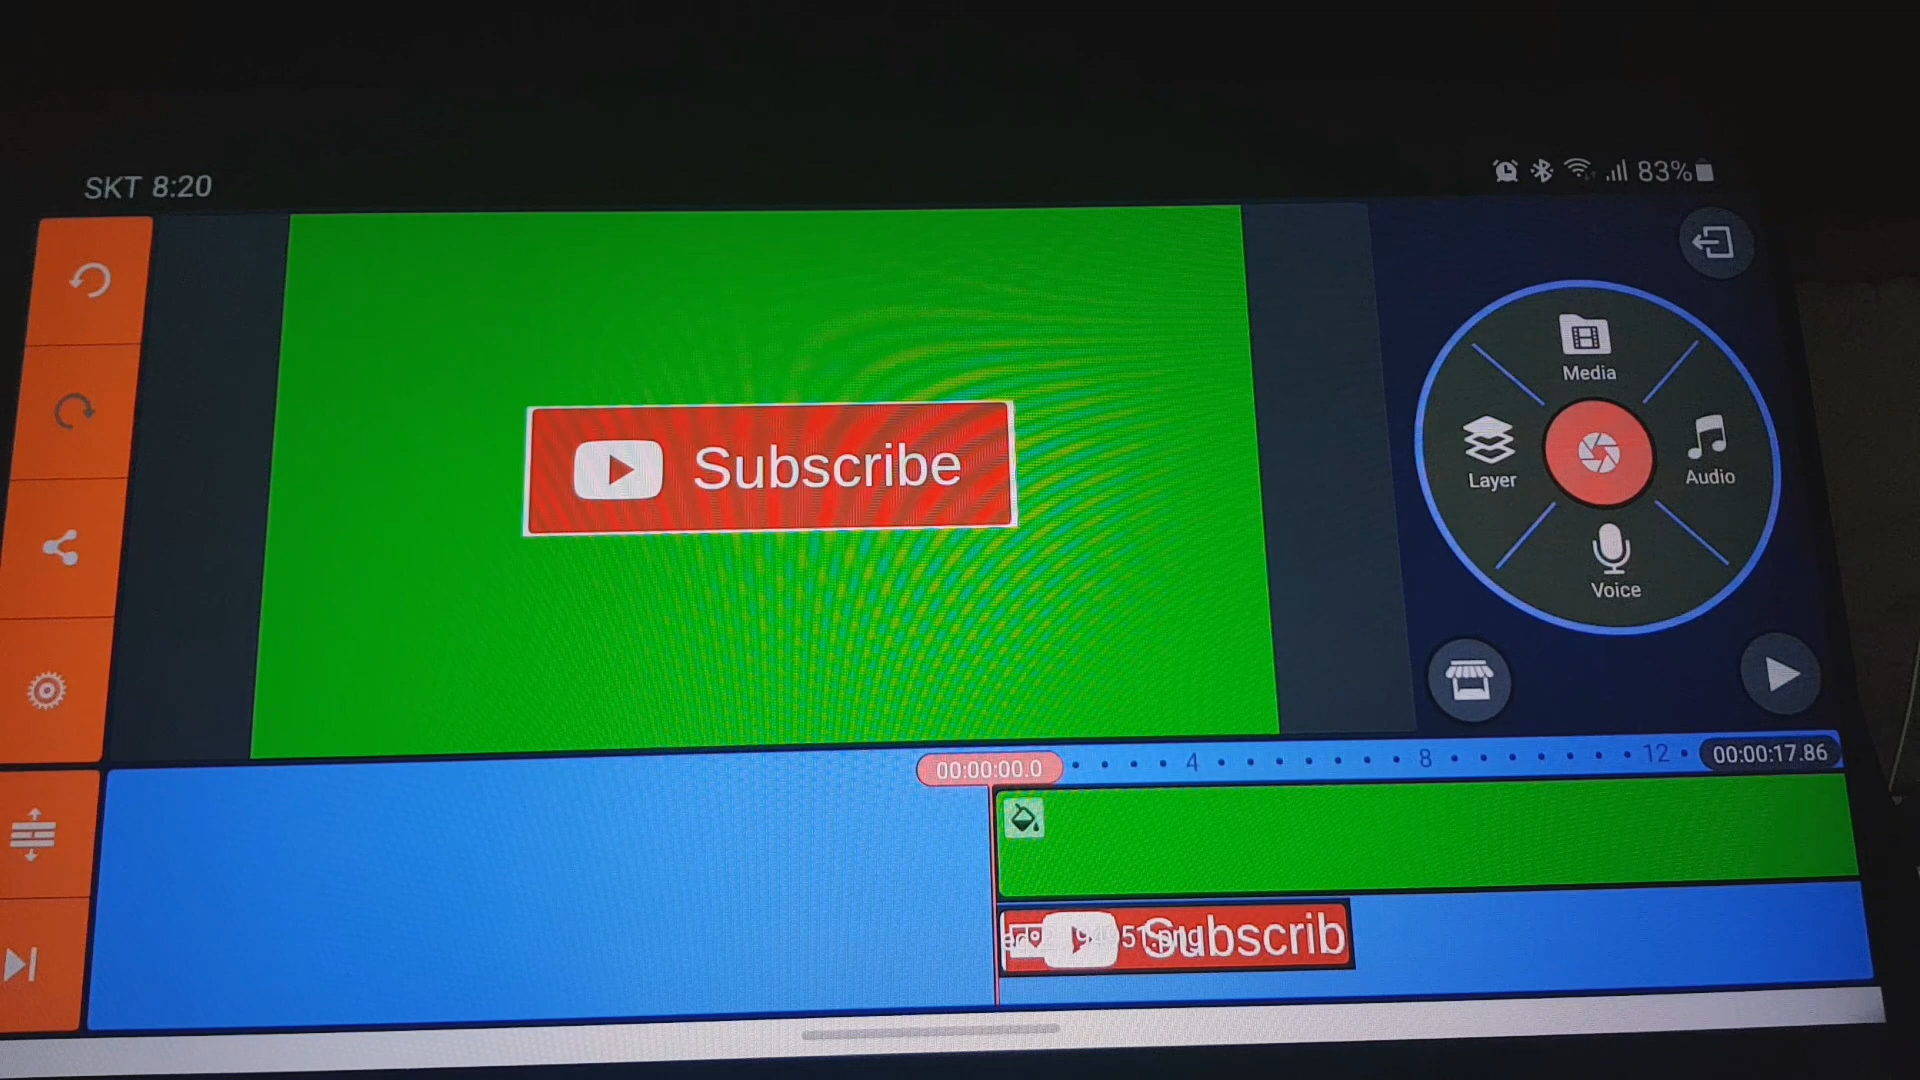 SKT 8:20
83%
Media
Layer
Audio
Voice
Subscribe
00:00:00.0
4
8
12
00:00:17.86
Subscrib